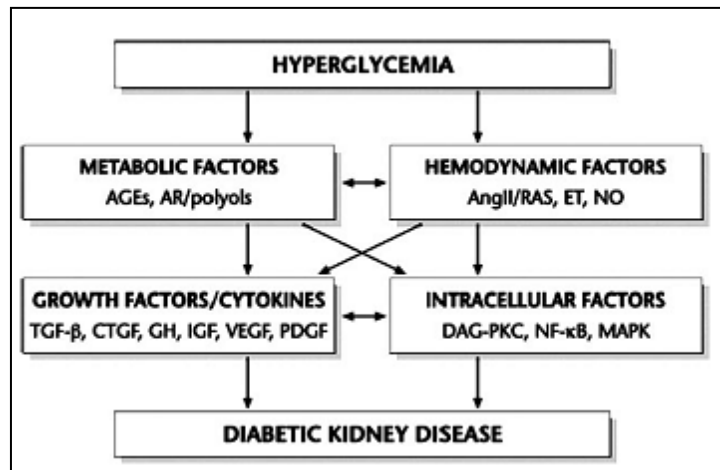 HYPERGLYCEMIA
METABOLIC FACTORS
AGEs, AR/polyols
HEMODYNAMIC FACTORS
AngII/RAS, ET, NO
GROWTH FACTORS/CYTOKINES
TGF-β, CTGF, GH, IGF, VEGF, PDGF
INTRACELLULAR FACTORS
DAG-PKC, NF-κB, MAPK
DIABETIC KIDNEY DISEASE